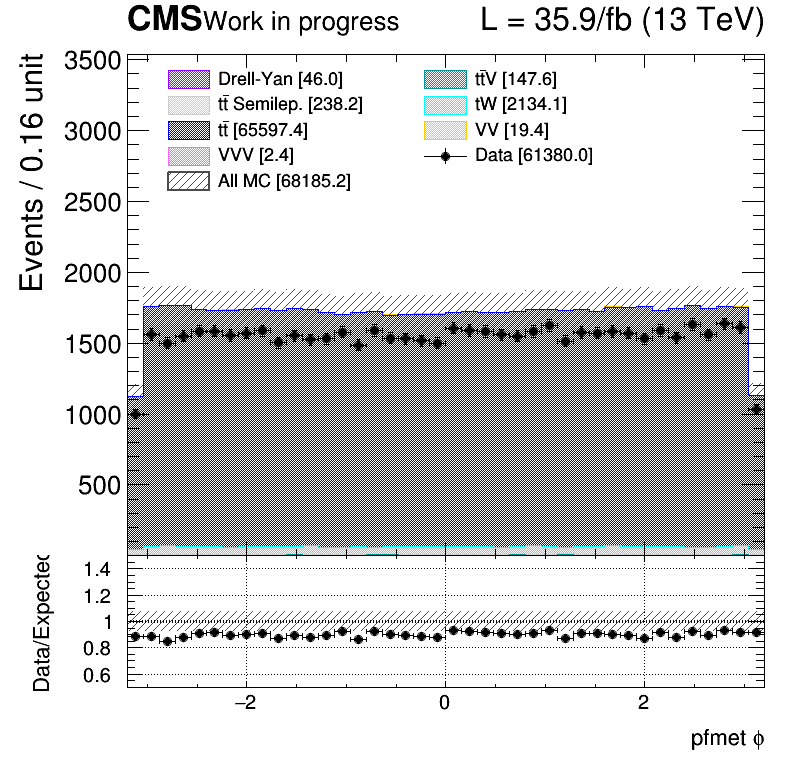 CMS Work in progress L = 35.9/fb (13 TeV)
Events / 0.16 unit
3500
3000
2500
2000
1500
1000
500
Drell-Yan [46.0]
tt̄ Semilep. [238.2]
tt̄ [65597.4]
VVV [2.4]
All MC [68185.2]
tt̄V [147.6]
tW [2134.1]
VV [19.4]
Data [61380.0]
Data/Expected
1.4
1.2
1
0.8
0.6
−2 0 2
pfmet ϕ